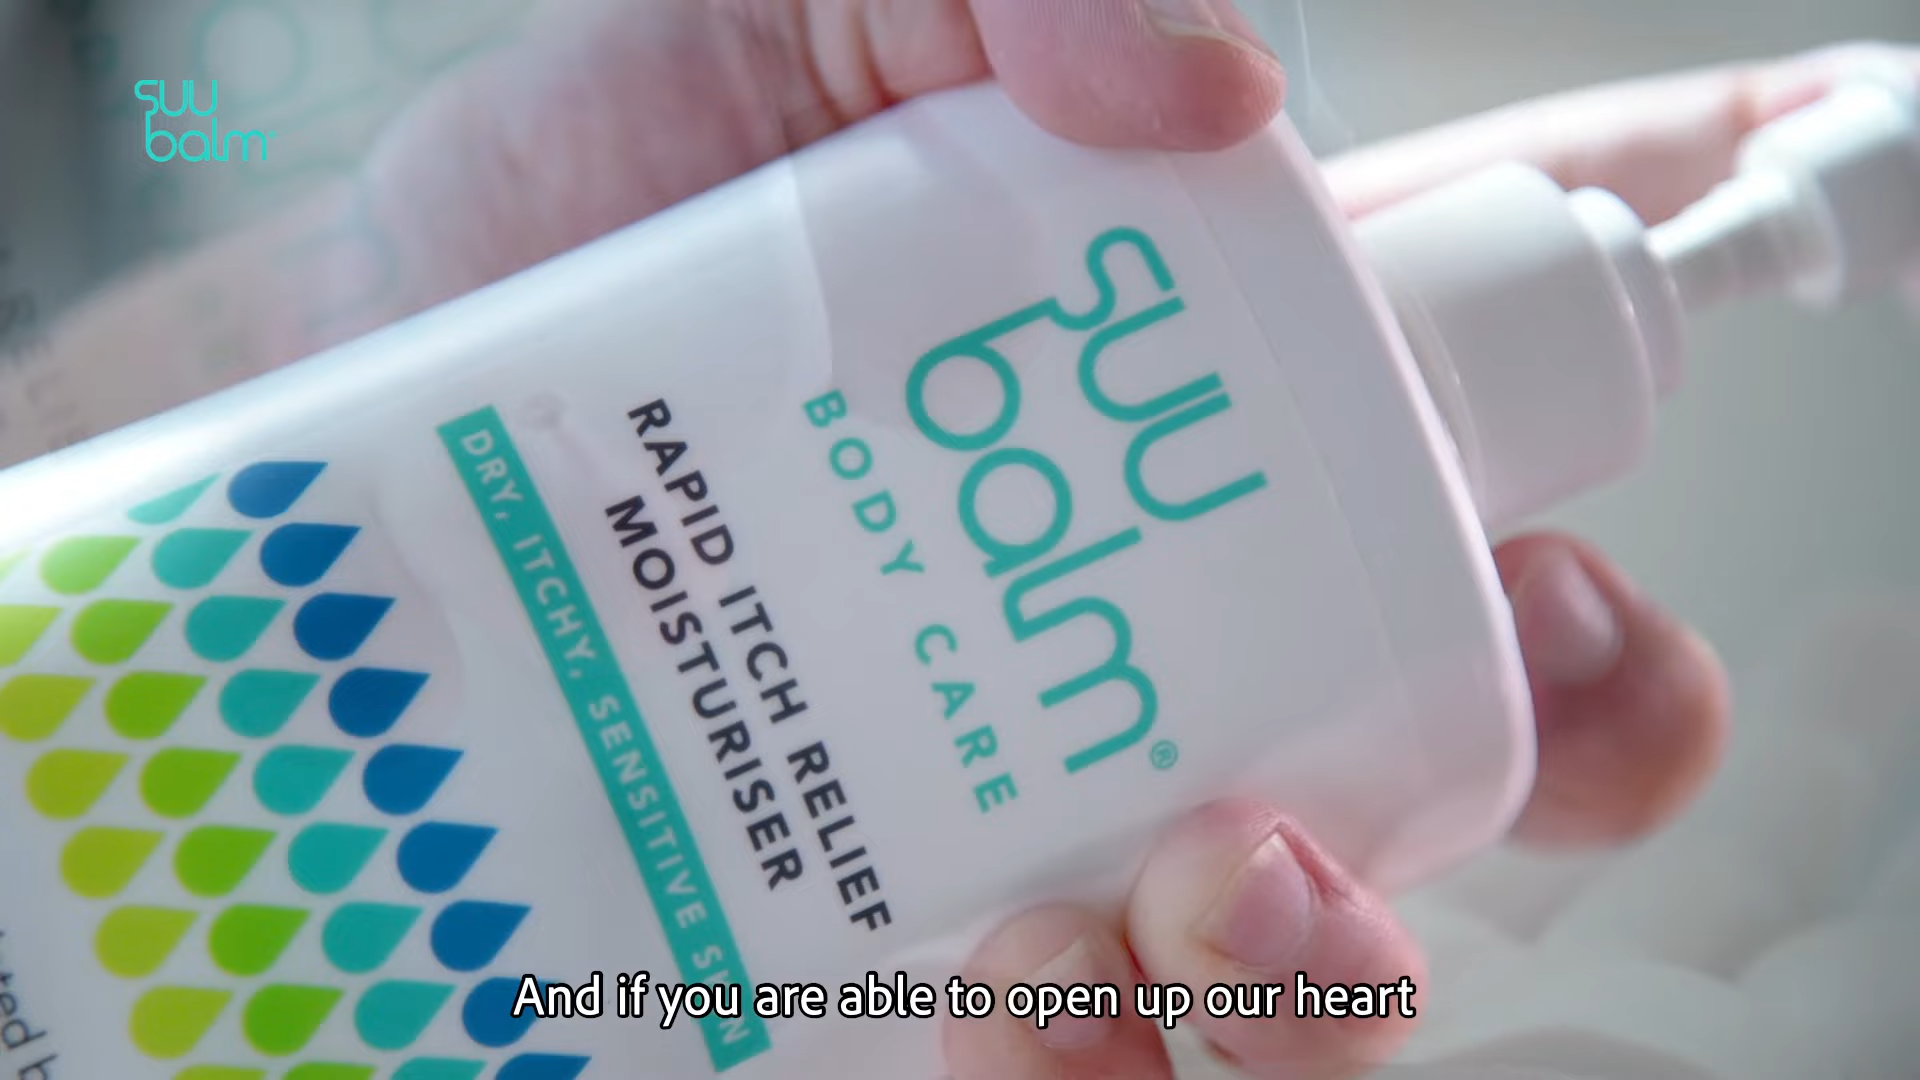 suu
balm
suu
balm®
BODY CARE
RAPID ITCH RELIEF
MOISTURISER
DRY, ITCHY, SENSITIVE SKIN
And if you are able to open up our heart